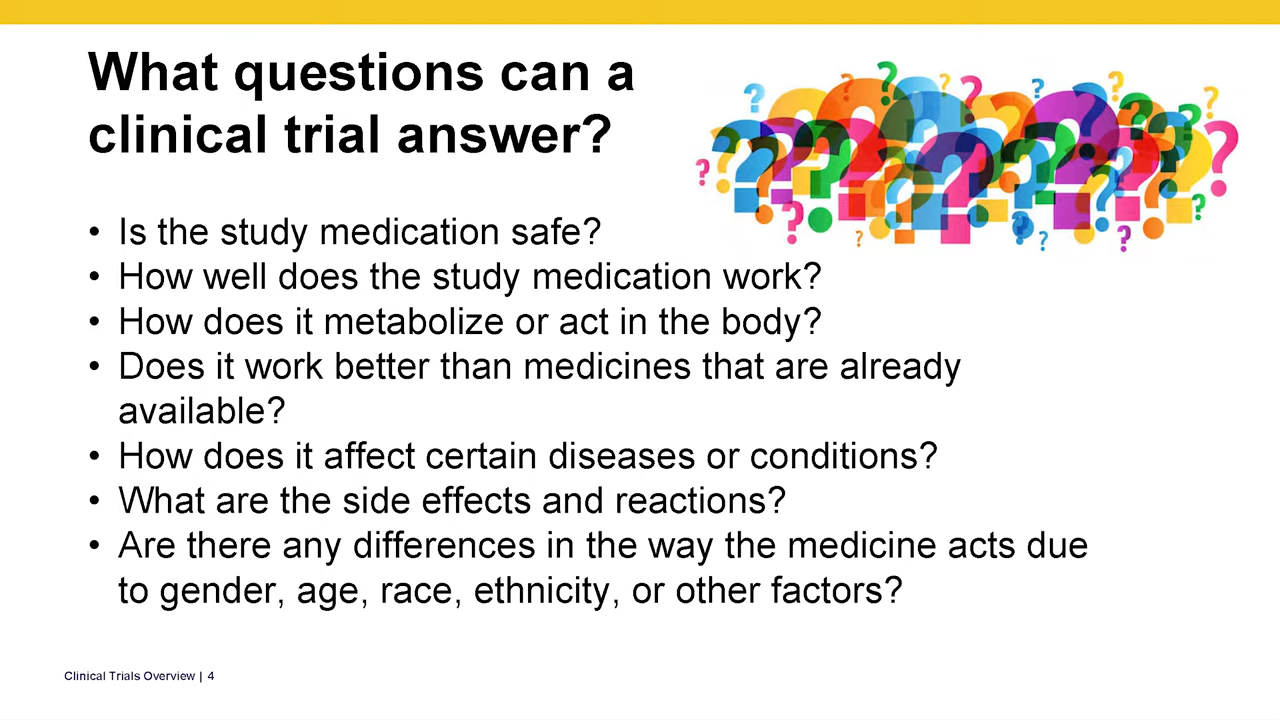 What questions can a
clinical trial answer?
• Is the study medication safe?
• How well does the study medication work?
• How does it metabolize or act in the body?
• Does it work better than medicines that are already
available?
• How does it affect certain diseases or conditions?
• What are the side effects and reactions?
• Are there any differences in the way the medicine acts due
to gender, age, race, ethnicity, or other factors?
Clinical Trials Overview | 4